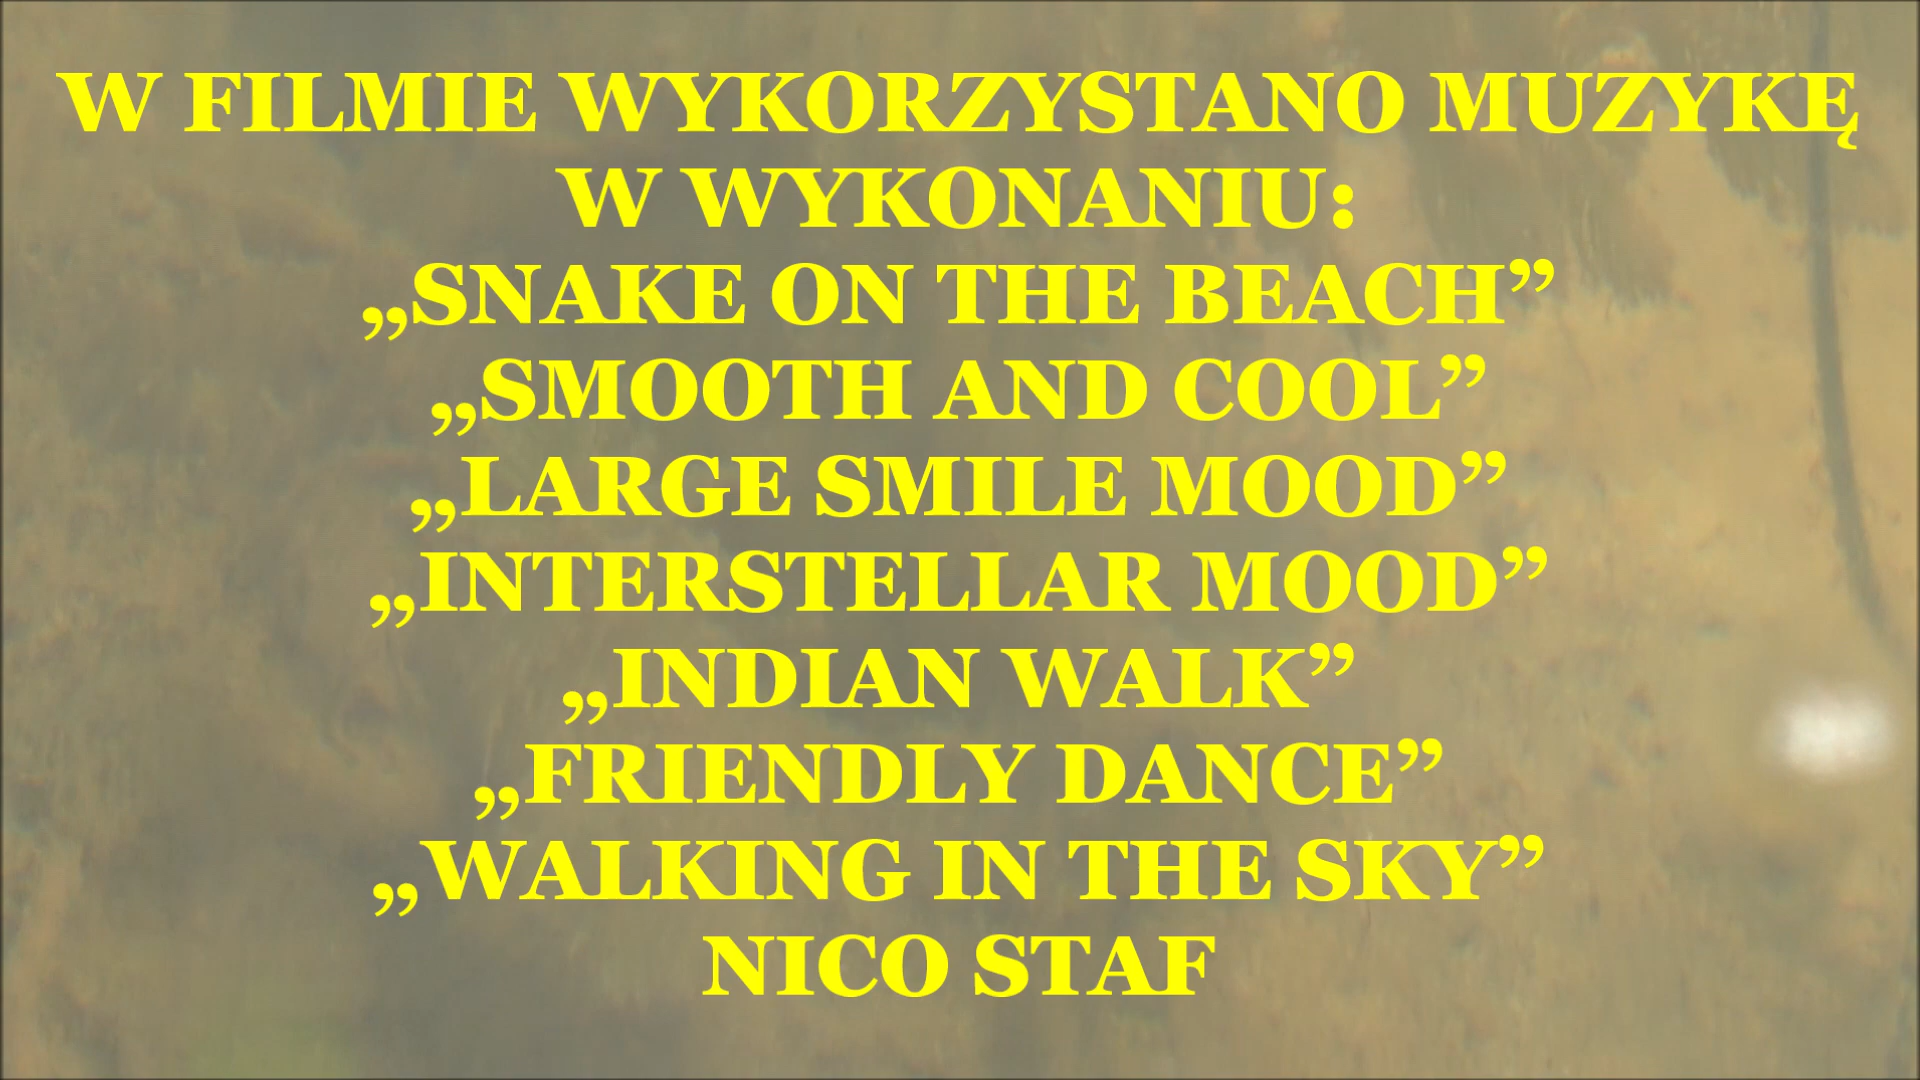 W FILMIE WYKORZYSTANO MUZYKĘ
W WYKONANIU:
„SNAKE ON THE BEACH”
„SMOOTH AND COOL”
„LARGE SMILE MOOD”
„INTERSTELLAR MOOD”
„INDIAN WALK”
„FRIENDLY DANCE”
„WALKING IN THE SKY”
NICO STAF